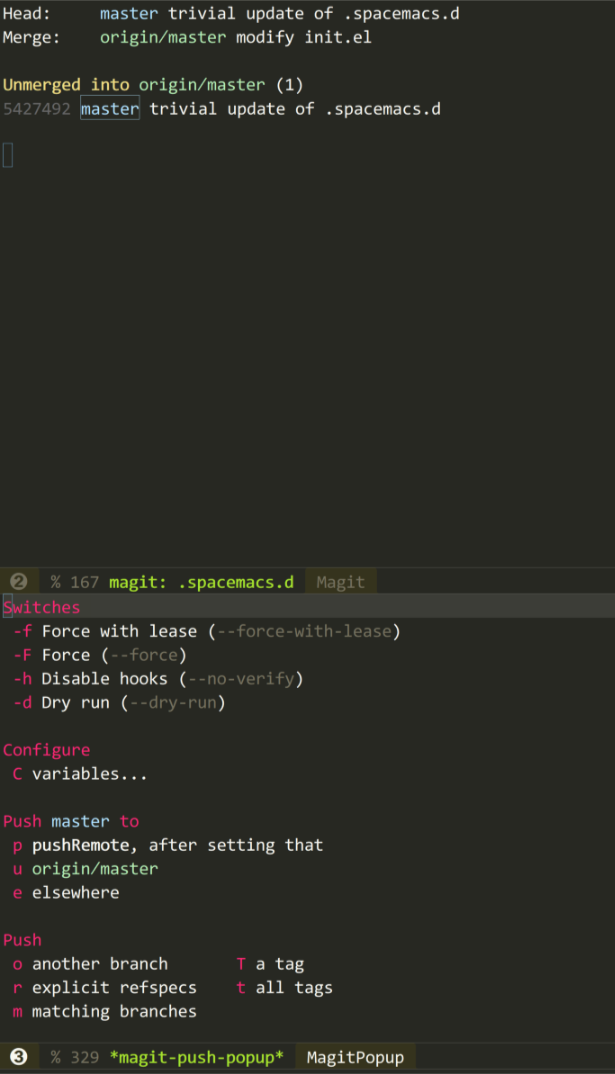 Head:     master trivial update of .spacemacs.d
Merge:    origin/master modify init.el
Unmerged into origin/master (1)
5427492 master trivial update of .spacemacs.d
❷ % 167 magit: .spacemacs.d Magit
Switches
-f Force with lease (--force-with-lease)
-F Force (--force)
-h Disable hooks (--no-verify)
-d Dry run (--dry-run)
Configure
C variables...
Push master to
p pushRemote, after setting that
u origin/master
e elsewhere
Push
o another branch       T a tag
r explicit refspecs    t all tags
m matching branches
❸ % 329 *magit-push-popup* MagitPopup